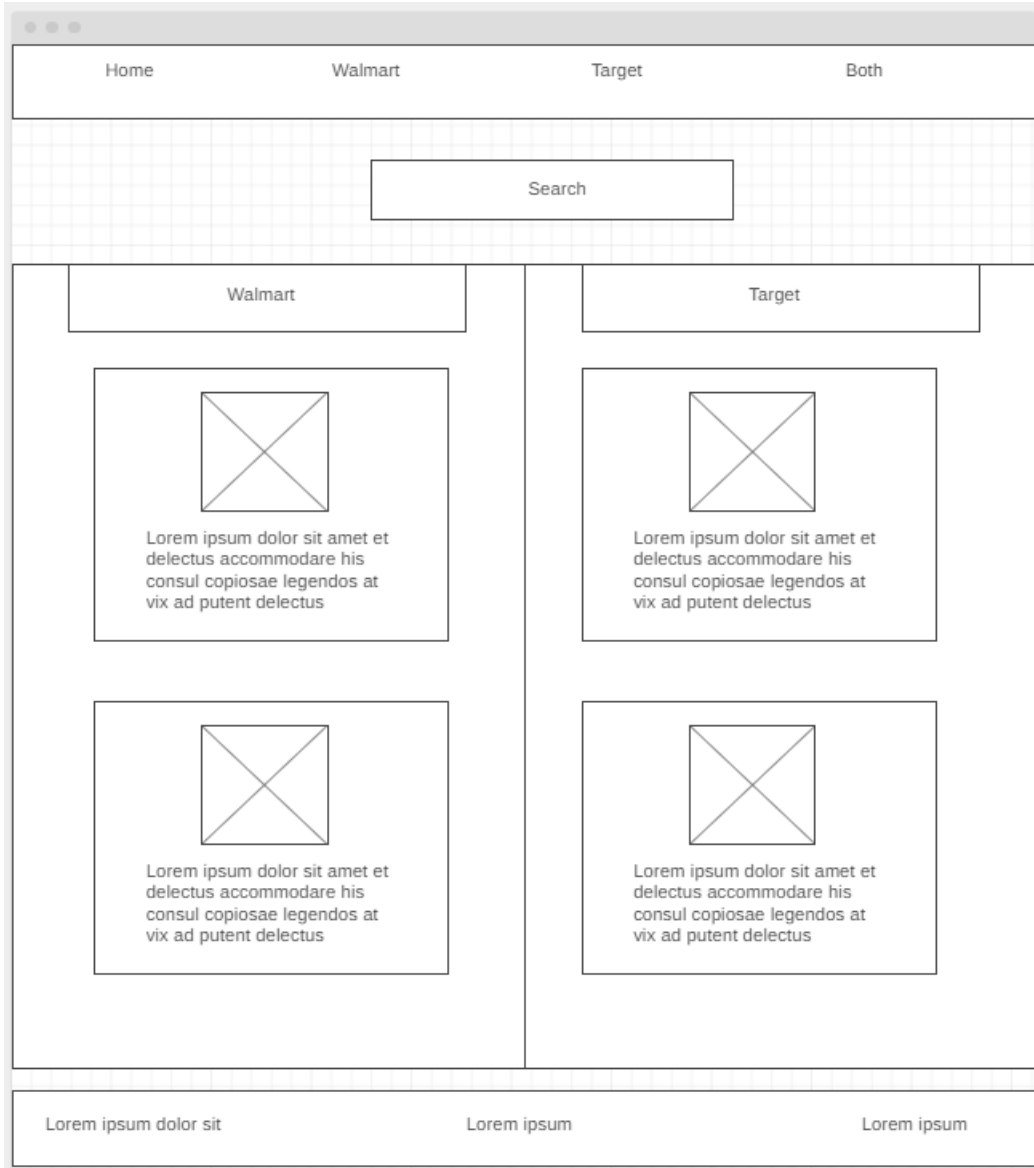 Home
Walmart
Target
Both
Search
Walmart
Target
Lorem ipsum dolor sit amet et
delectus accommodare his
consul copiosae legendos at
vix ad putent delectus
Lorem ipsum dolor sit amet et
delectus accommodare his
consul copiosae legendos at
vix ad putent delectus
Lorem ipsum dolor sit amet et
delectus accommodare his
consul copiosae legendos at
vix ad putent delectus
Lorem ipsum dolor sit amet et
delectus accommodare his
consul copiosae legendos at
vix ad putent delectus
Lorem ipsum dolor sit
Lorem ipsum
Lorem ipsum